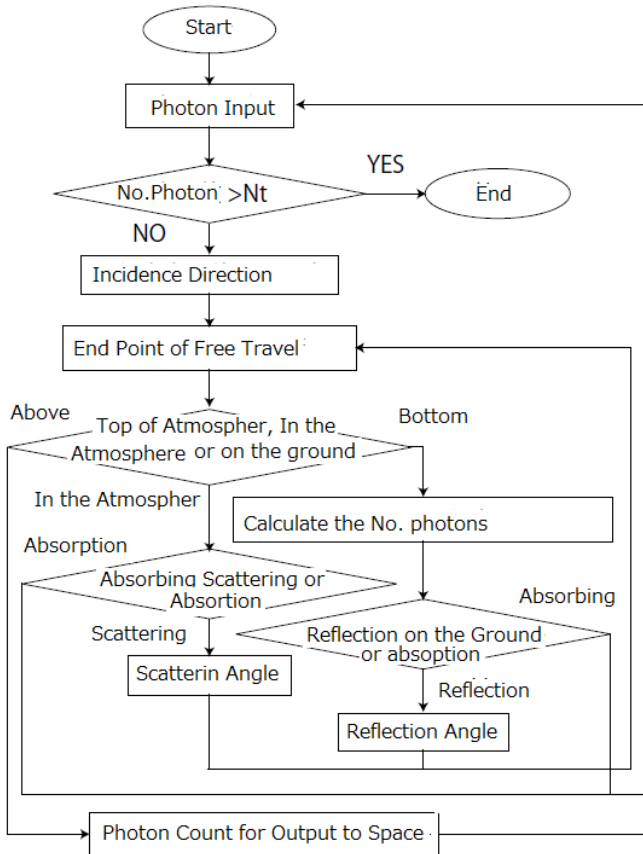 Start
Photon Input
No.Photon >Nt
YES
End
NO
Incidence Direction
End Point of Free Travel
Above
Top of Atmospher, In the
Atmosphere or on the ground
Bottom
In the Atmospher
Calculate the No. photons
Absorption
Absorbing Scattering or
Absortion
Absorbing
Scattering
Reflection on the Ground
or absoption
Scatterin Angle
Reflection
Reflection Angle
Photon Count for Output to Space